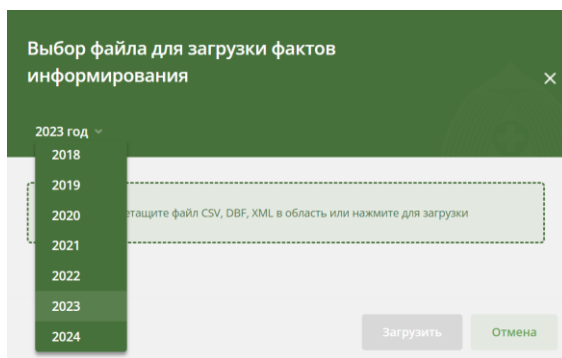 Выбор файла для загрузки фактов
информирования
2023 год
2018
2019
2020
файл CSV, DBF, XML в область или нажмите для загрузки
2021
2022
2023
2024
Загрузить
Отмена